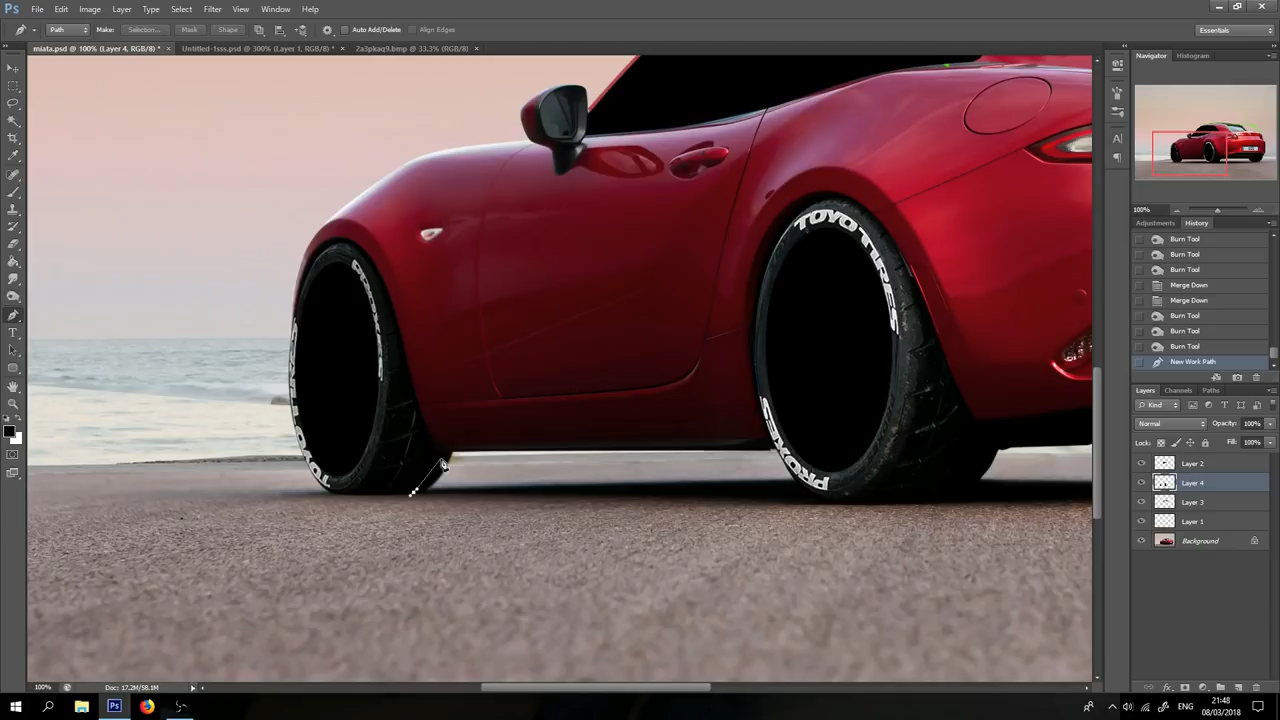 Ps File Edit Image Layer Type Select Filter View Window Help
Path Make: Selection... Mask Shape Auto Add/Delete Align Edges Essentials
miata.psd @ 100% (Layer 4, RGB/8) * × Untitled-1sss.psd @ 300% (Layer 1, RGB/8) * × 2a3pkaq9.bmp @ 33.3% (RGB/8) ×
Navigator Histogram
100%
Adjustments History
Burn Tool
Burn Tool
Burn Tool
Merge Down
Merge Down
Burn Tool
Burn Tool
Burn Tool
New Work Path
Layers Channels Paths
Kind
Normal Opacity: 100%
Lock: Fill: 100%
Layer 2
Layer 4
Layer 3
Layer 1
Background
TOYO TIRES
PROXES
PROXES
TOYO TIRES
100% Doc: 17.2M/58.1M
Ps ENG 21:48
08/03/2018